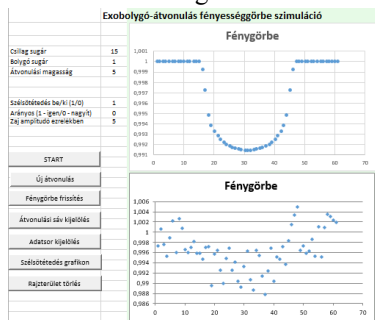 Exobolygó-átvonulás fényességgörbe szimuláció
Csillag sugár 15
Bolygó sugár 1
Átvonulási magasság 5
Szélsötétedés be/ki (1/0) 1
Arányos (1 - igen/0 - nagyít) 0
Zaj amplitúdó ezrelékben 5
START
Új átvonulás
Fénygörbe frissítés
Átvonulási sáv kijelölés
Adatsor kijelölés
Szélsötétedés grafikon
Rajzterület törlés
Fénygörbe
1,001
1
0,999
0,998
0,997
0,996
0,995
0,994
0,993
0,992
0,991
0 10 20 30 40 50 60 70
Fénygörbe
1,006
1,004
1,002
1
0,998
0,996
0,994
0,992
0,99
0,988
0,986
0 10 20 30 40 50 60 70